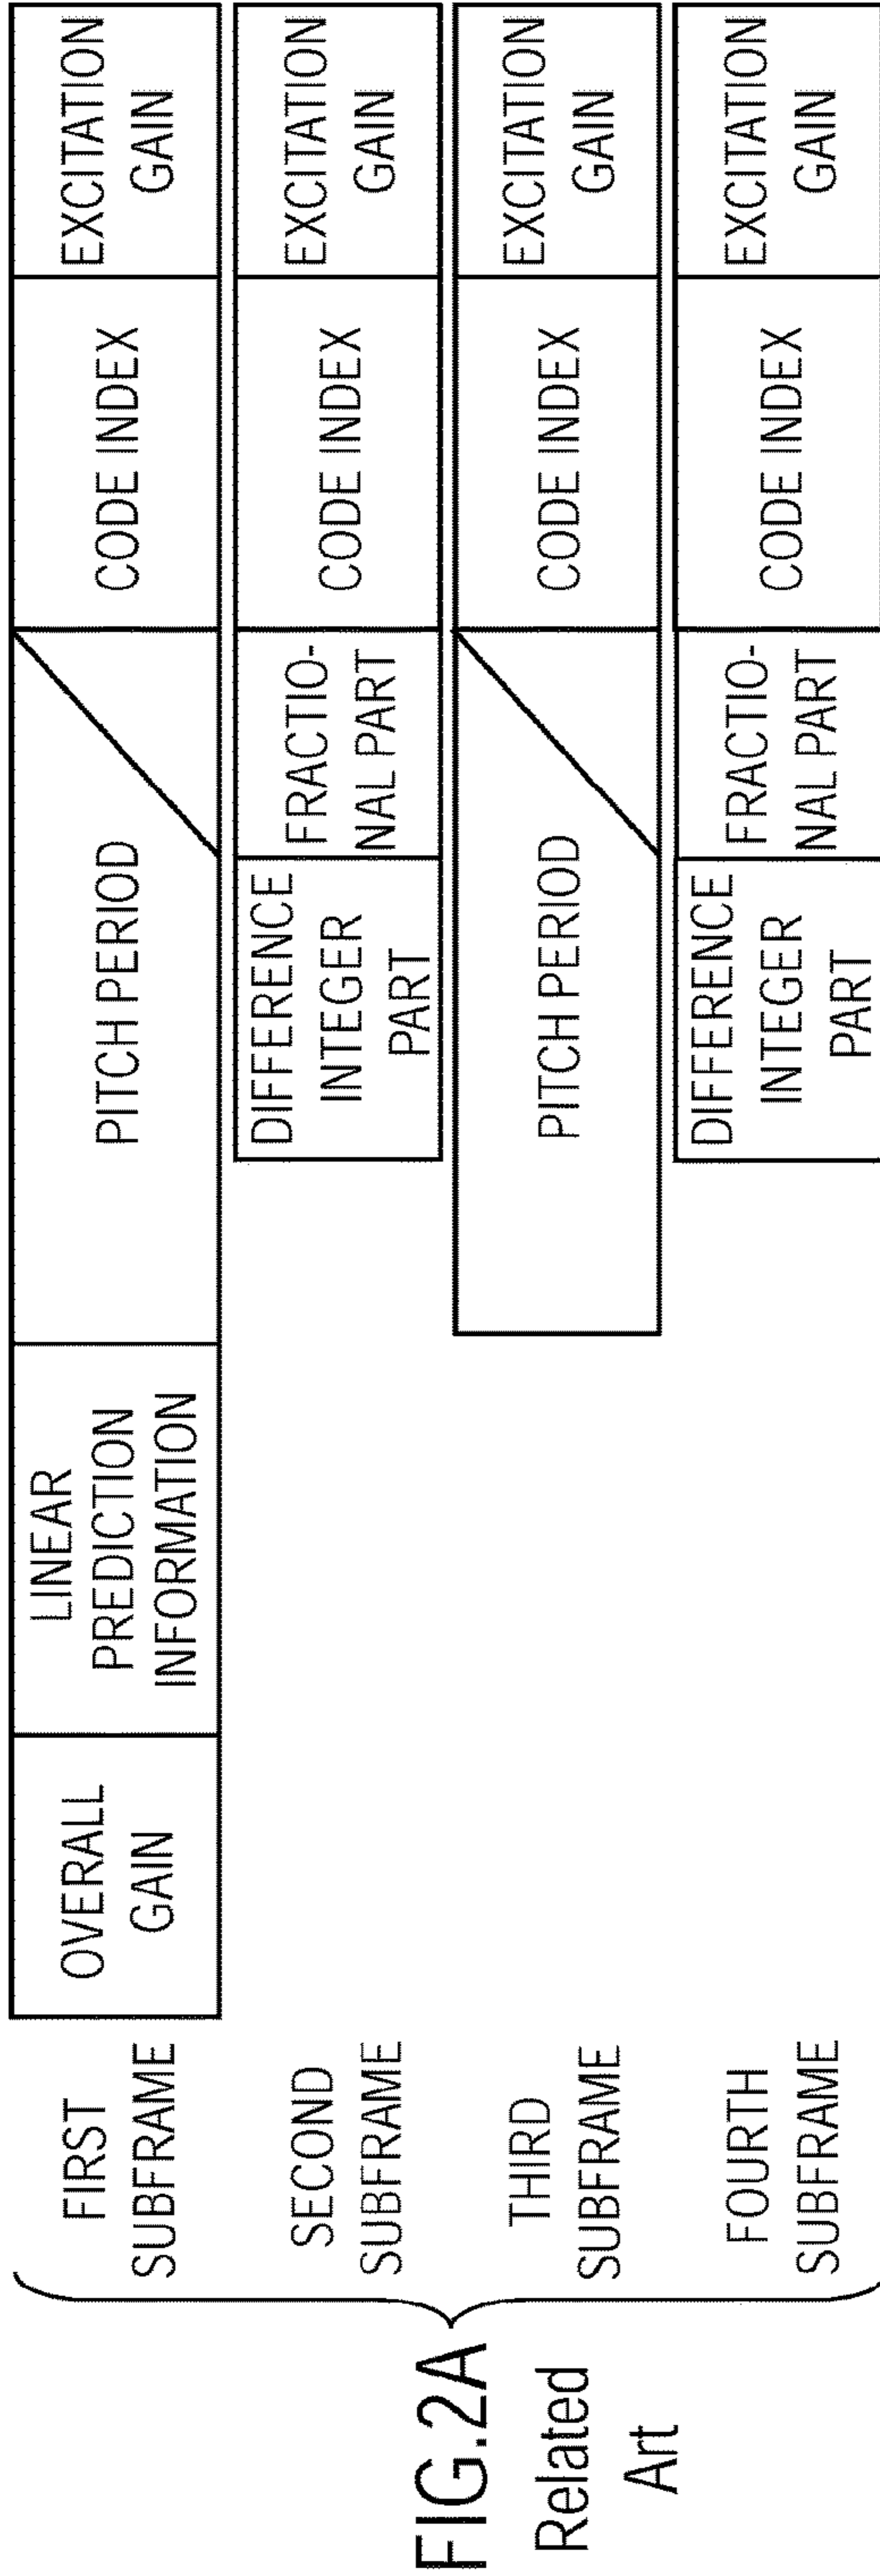 FIG.2A
Related
Art
FIRST
SUBFRAME
OVERALL
GAIN
LINEAR
PREDICTION
INFORMATION
PITCH PERIOD
CODE INDEX
EXCITATION
GAIN
SECOND
SUBFRAME
DIFFERENCE
INTEGER
PART
FRACTIO-
NAL PART
CODE INDEX
EXCITATION
GAIN
THIRD
SUBFRAME
PITCH PERIOD
CODE INDEX
EXCITATION
GAIN
FOURTH
SUBFRAME
DIFFERENCE
INTEGER
PART
FRACTIO-
NAL PART
CODE INDEX
EXCITATION
GAIN